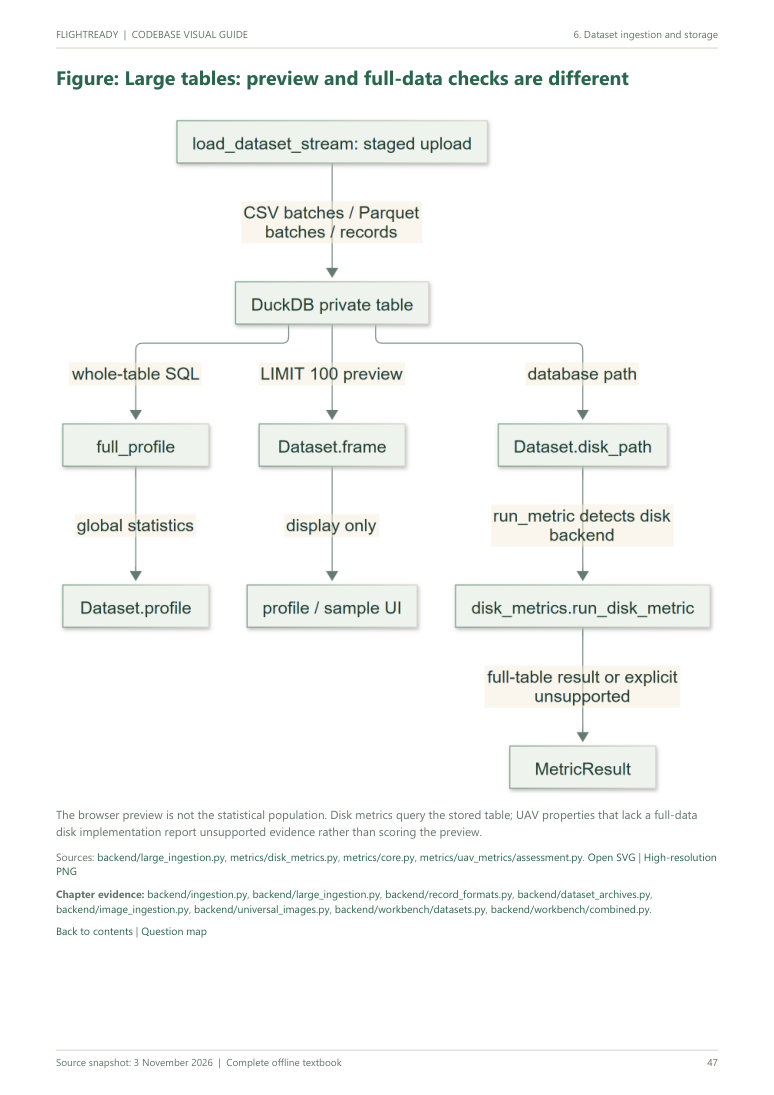 FLIGHTREADY | CODEBASE VISUAL GUIDE
6. Dataset ingestion and storage
Figure: Large tables: preview and full-data checks are different
load_dataset_stream: staged upload
CSV batches / Parquet
batches / records
DuckDB private table
whole-table SQL
LIMIT 100 preview
database path
full_profile
Dataset.frame
Dataset.disk_path
global statistics
display only
run_metric detects disk
backend
Dataset.profile
profile / sample UI
disk_metrics.run_disk_metric
full-table result or explicit
unsupported
MetricResult
The browser preview is not the statistical population. Disk metrics query the stored table; UAV properties that lack a full-data
disk implementation report unsupported evidence rather than scoring the preview.
Sources: backend/large_ingestion.py, metrics/disk_metrics.py, metrics/core.py, metrics/uav_metrics/assessment.py. Open SVG | High-resolution
PNG
Chapter evidence: backend/ingestion.py, backend/large_ingestion.py, backend/record_formats.py, backend/dataset_archives.py,
backend/image_ingestion.py, backend/universal_images.py, backend/workbench/datasets.py, backend/workbench/combined.py.
Back to contents | Question map
Source snapshot: 3 November 2026 | Complete offline textbook
47